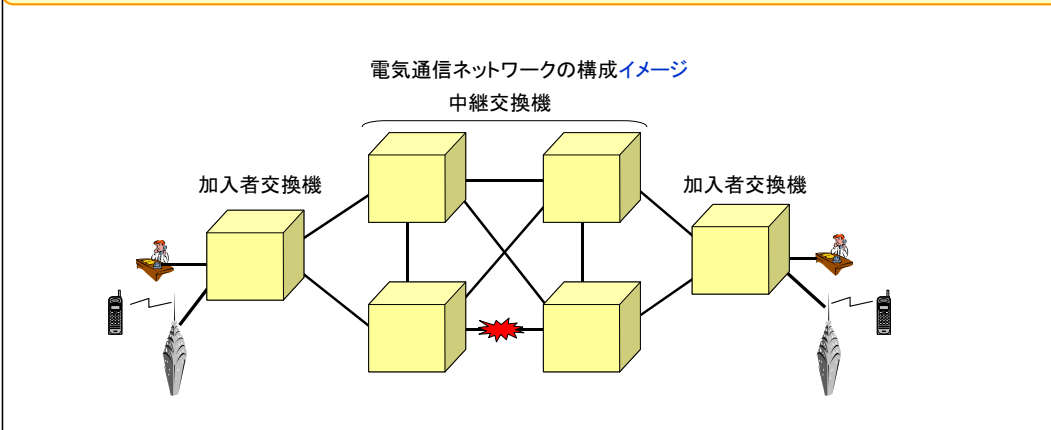 電気通信ネットワークの構成イメージ
中継交換機
加入者交換機
加入者交換機